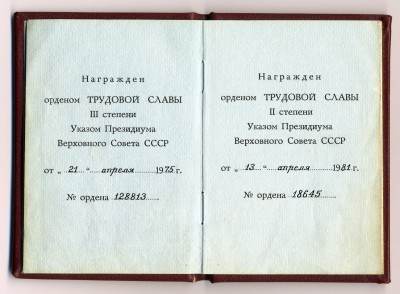 Награжден
орденом ТРУДОВОЙ СЛАВЫ
III степени
Указом Президиума
Верховного Совета СССР
от „ 21 “ апреля 1975 г.
№ ордена 128813
Награжден
орденом ТРУДОВОЙ СЛАВЫ
II степени
Указом Президиума
Верховного Совета СССР
от „ 13 “ апреля 1981 г.
№ ордена 18645